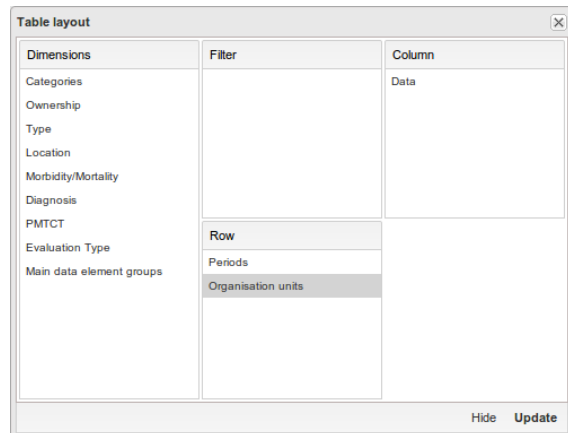 Table layout
Dimensions
Categories
Ownership
Type
Location
Morbidity/Mortality
Diagnosis
PMTCT
Evaluation Type
Main data element groups
Filter
Column
Data
Row
Periods
Organisation units
Hide Update